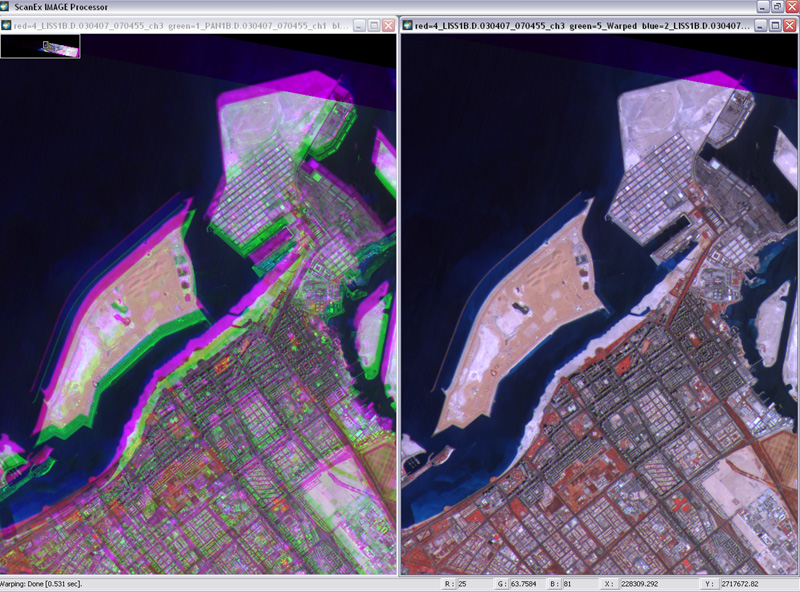 ScanEx IMAGE Processor
red=4_LISS1B.D.030407_070455_ch3 green=1_PAN1B.D.030407_070455_ch1 bl...
red=4_LISS1B.D.030407_070455_ch3 green=5_Warped blue=2_LISS1B.D.030407...
Warping: Done [0.531 sec].
R: 25 G: 63.7584 B: 81 X: 228309.292 Y: 2717672.82